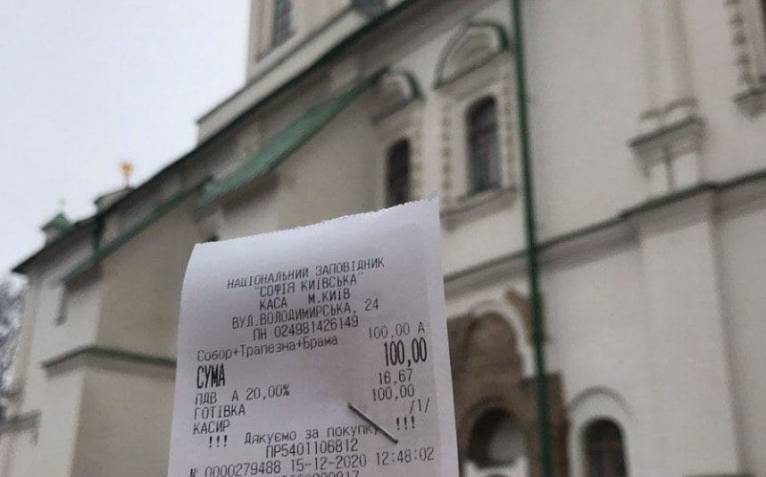 НАЦІОНАЛЬНИЙ ЗАПОВІДНИК
"СОФІЯ КИЇВСЬКА"
КАСА М.КИЇВ
ВУЛ.ВОЛОДИМИРСЬКА, 24
ПН 024981426149
Собор+Трапезна+Брама 100,00 А
СУМА 100,00
ПДВ А 20,00% 16,67
ГОТІВКА 100,00
КАСИР /1/
!!! Дякуємо за покупку !!!
ПР5401106812
№ 0000279488 15-12-2020 12:48:02